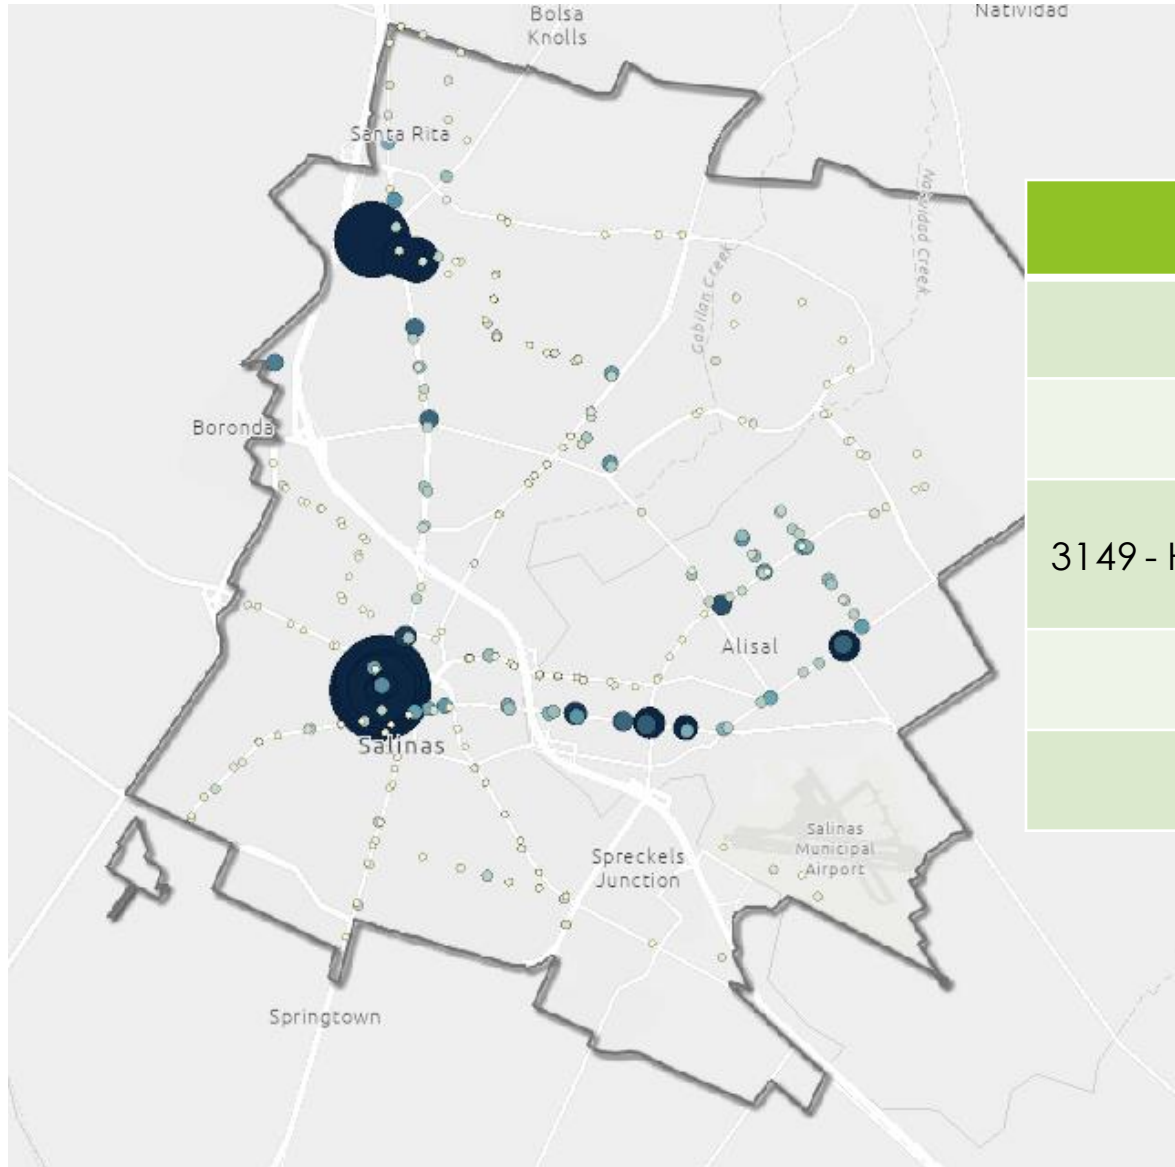 Bolsa
Knolls
Natividad
Santa Rita
Natividad Creek
Gabilan Creek
Boronda
3149 - H
Alisal
Salinas
Salinas
Municipal
Airport
Spreckels
Junction
Springtown